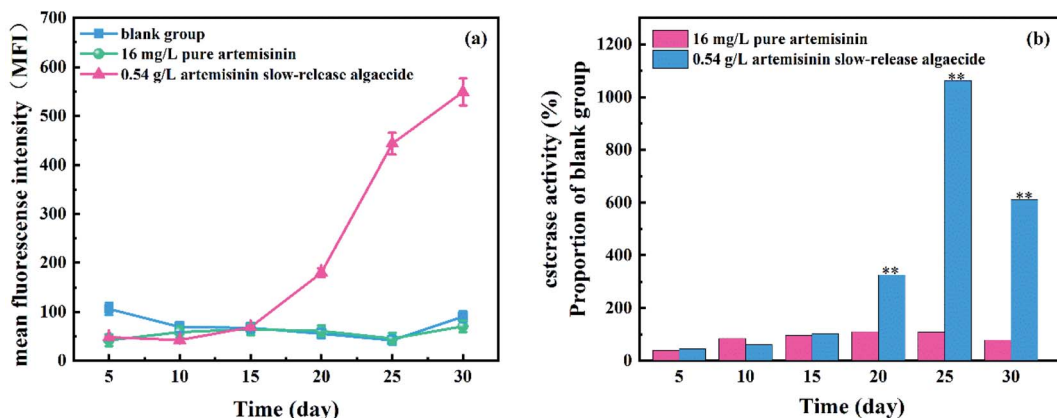 mean fluorescense intensity (MFI)
700
600
500
400
300
200
100
0
blank group
16 mg/L pure artemisinin
0.54 g/L artemisinin slow-release algaecide
(a)
5 10 15 20 25 30
Time (day)
cstcrase activity (%)
Proportion of blank group
1200
1000
800
600
400
200
0
16 mg/L pure artemisinin
0.54 g/L artemisinin slow-release algaecide
(b)
**
**
**
5 10 15 20 25 30
Time (day)